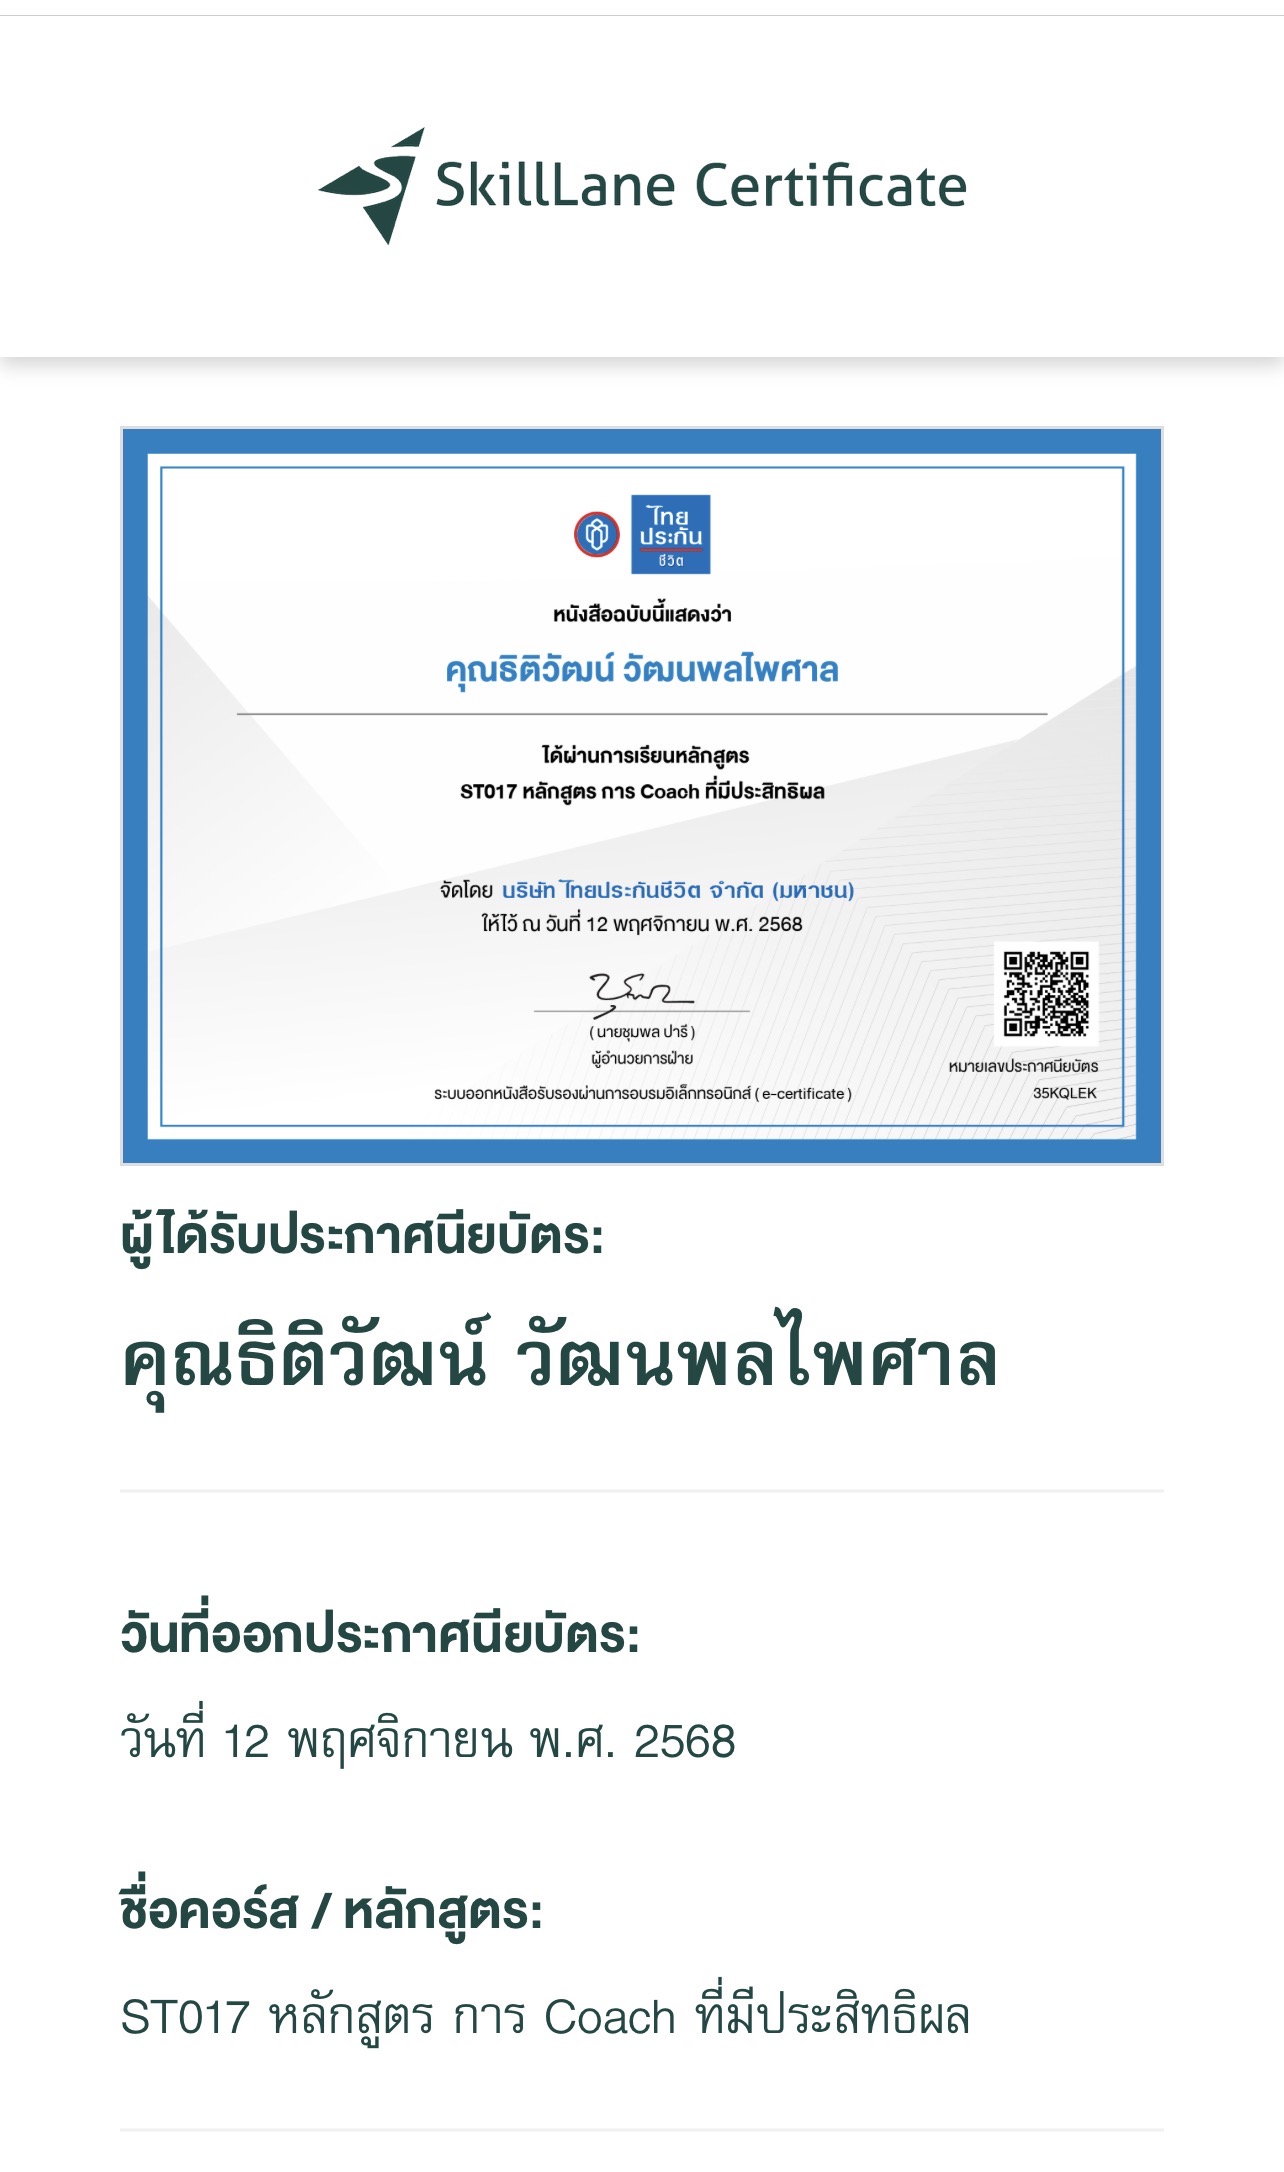 SkillLane Certificate
ไทย
ประกัน
ชีวิต
หนังสือฉบับนี้แสดงว่า
คุณธิติวัฒน์ วัฒนพลไพศาล
ได้ผ่านการเรียนหลักสูตร
ST017 หลักสูตร การ Coach ที่มีประสิทธิผล
จัดโดย บริษัท ไทยประกันชีวิต จำกัด (มหาชน)
ให้ไว้ ณ วันที่ 12 พฤศจิกายน พ.ศ. 2568
( นายชุมพล ปารี )
ผู้อำนวยการฝ่าย
หมายเลขประกาศนียบัตร
ระบบออกหนังสือรับรองผ่านการอบรมอิเล็กทรอนิกส์ ( e-certificate )
35KQLEK
ผู้ได้รับประกาศนียบัตร:
คุณธิติวัฒน์ วัฒนพลไพศาล
วันที่ออกประกาศนียบัตร:
วันที่ 12 พฤศจิกายน พ.ศ. 2568
ชื่อคอร์ส / หลักสูตร:
ST017 หลักสูตร การ Coach ที่มีประสิทธิผล